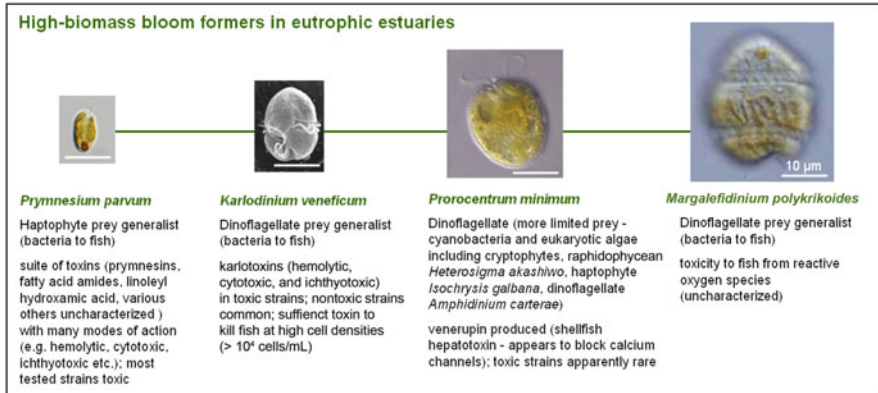 High-biomass bloom formers in eutrophic estuaries
10 µm
Prymnesium parvum
Haptophyte prey generalist
(bacteria to fish)
suite of toxins (prymnesins,
fatty acid amides, linoleyl
hydroxamic acid, various
others uncharacterized )
with many modes of action
(e.g. hemolytic, cytotoxic,
ichthyotoxic etc.); most
tested strains toxic
Karlodinium veneficum
Dinoflagellate prey generalist
(bacteria to fish)
karlotoxins (hemolytic,
cytotoxic, and ichthyotoxic)
in toxic strains; nontoxic strains
common; suffienct toxin to
kill fish at high cell densities
(> 10⁴ cells/mL)
Prorocentrum minimum
Dinoflagellate (more limited prey -
cyanobacteria and eukaryotic algae
including cryptophytes, raphidophycean
Heterosigma akashiwo, haptophyte
Isochrysis galbana, dinoflagellate
Amphidinium carterae)
venerupin produced (shellfish
hepatotoxin - appears to block calcium
channels); toxic strains apparently rare
Margalefidinium polykrikoides
Dinoflagellate prey generalist
(bacteria to fish)
toxicity to fish from reactive
oxygen species
(uncharacterized)